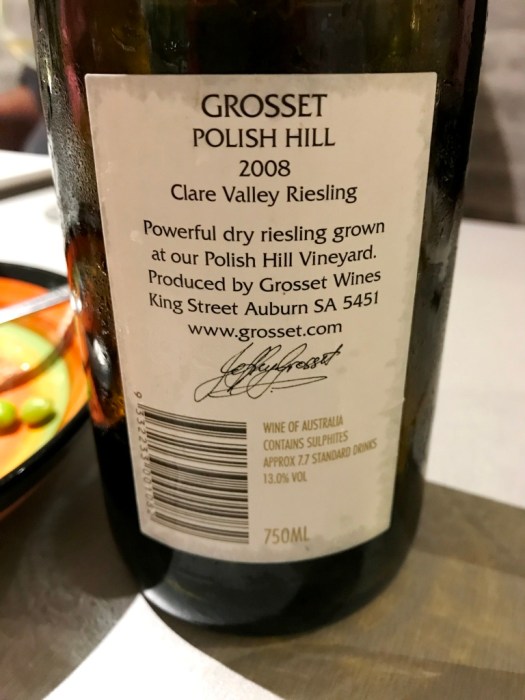 GROSSET
POLISH HILL
2008
Clare Valley Riesling
Powerful dry riesling grown
at our Polish Hill Vineyard.
Produced by Grosset Wines
King Street Auburn SA 5451
www.grosset.com
Jeffrey Grosset
WINE OF AUSTRALIA
CONTAINS SULPHITES
APPROX 7.7 STANDARD DRINKS
13.0% VOL
750ML